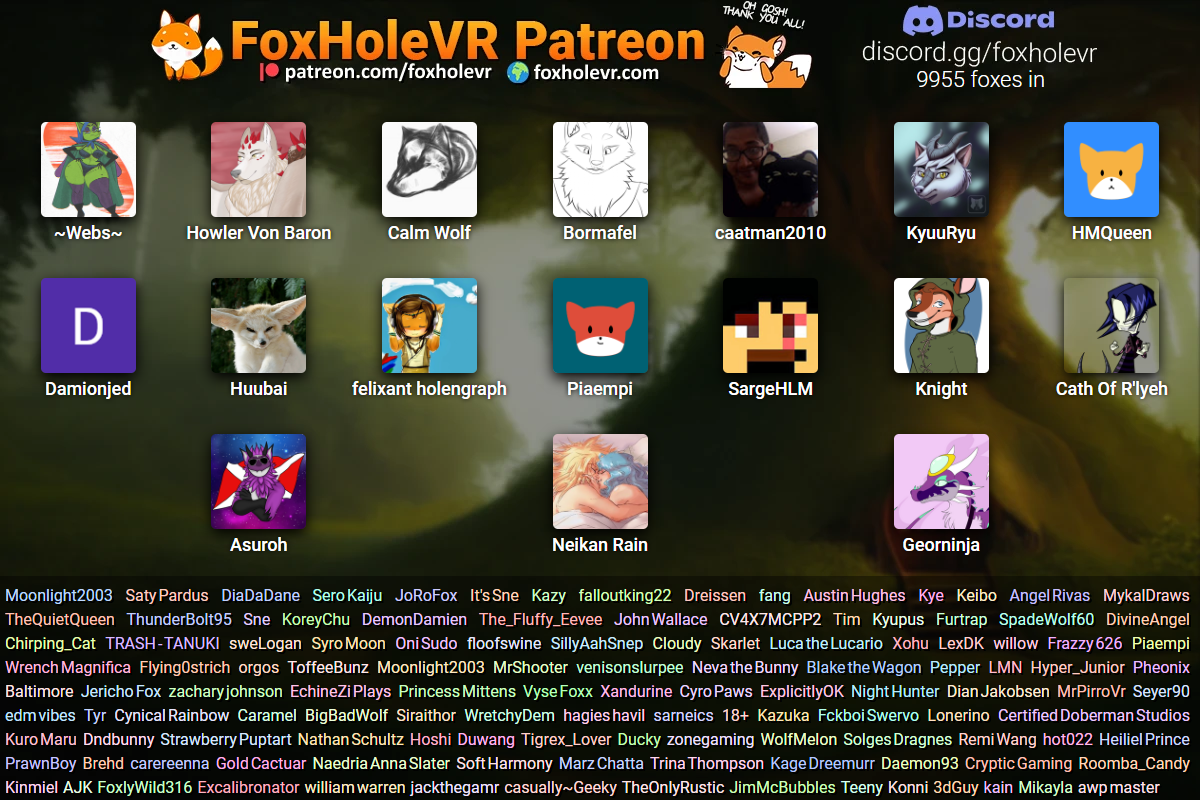 FoxHoleVR Patreon
patreon.com/foxholevr foxholevr.com
OH GOSH!
THANK YOU ALL!
Discord
discord.gg/foxholevr
9955 foxes in
~Webs~ Howler Von Baron Calm Wolf Bormafel caatman2010 KyuuRyu HMQueen
D
Damionjed Huubai felixant holengraph Piaempi SargeHLM Knight Cath Of R'lyeh
Asuroh Neikan Rain Georninja
Moonlight2003 Saty Pardus DiaDaDane Sero Kaiju JoRoFox It's Sne Kazy falloutking22 Dreissen fang Austin Hughes Kye Keibo Angel Rivas MykalDraws
TheQuietQueen ThunderBolt95 Sne KoreyChu DemonDamien The_Fluffy_Eevee John Wallace CV4X7MCPP2 Tim Kyupus Furtrap SpadeWolf60 DivineAngel
Chirping_Cat TRASH-TANUKI sweLogan Syro Moon Oni Sudo floofswine SillyAahSnep Cloudy Skarlet Luca the Lucario Xohu LexDK willow Frazzy 626 Piaempi
Wrench Magnifica Flying0strich orgos ToffeeBunz Moonlight2003 MrShooter venisonslurpee Neva the Bunny Blake the Wagon Pepper LMN Hyper_Junior Pheonix
Baltimore Jericho Fox zachary johnson EchineZi Plays Princess Mittens Vyse Foxx Xandurine Cyro Paws ExplicitlyOK Night Hunter Dian Jakobsen MrPirroVr Seyer90
edm vibes Tyr Cynical Rainbow Caramel BigBadWolf Siraithor WretchyDem hagies havil sarneics 18+ Kazuka Fckboi Swervo Lonerino Certified Doberman Studios
Kuro Maru Dndbunny Strawberry Puptart Nathan Schultz Hoshi Duwang Tigrex_Lover Ducky zonegaming WolfMelon Solges Dragnes Remi Wang hot022 Heiliel Prince
PrawnBoy Brehd carereenna Gold Cactuar Naedria Anna Slater Soft Harmony Marz Chatta Trina Thompson Kage Dreemurr Daemon93 Cryptic Gaming Roomba_Candy
Kinmiel AJK FoxlyWild316 Excalibronator william warren jackthegamr casually~Geeky TheOnlyRustic JimMcBubbles Teeny Konni 3dGuy kain Mikayla awp master